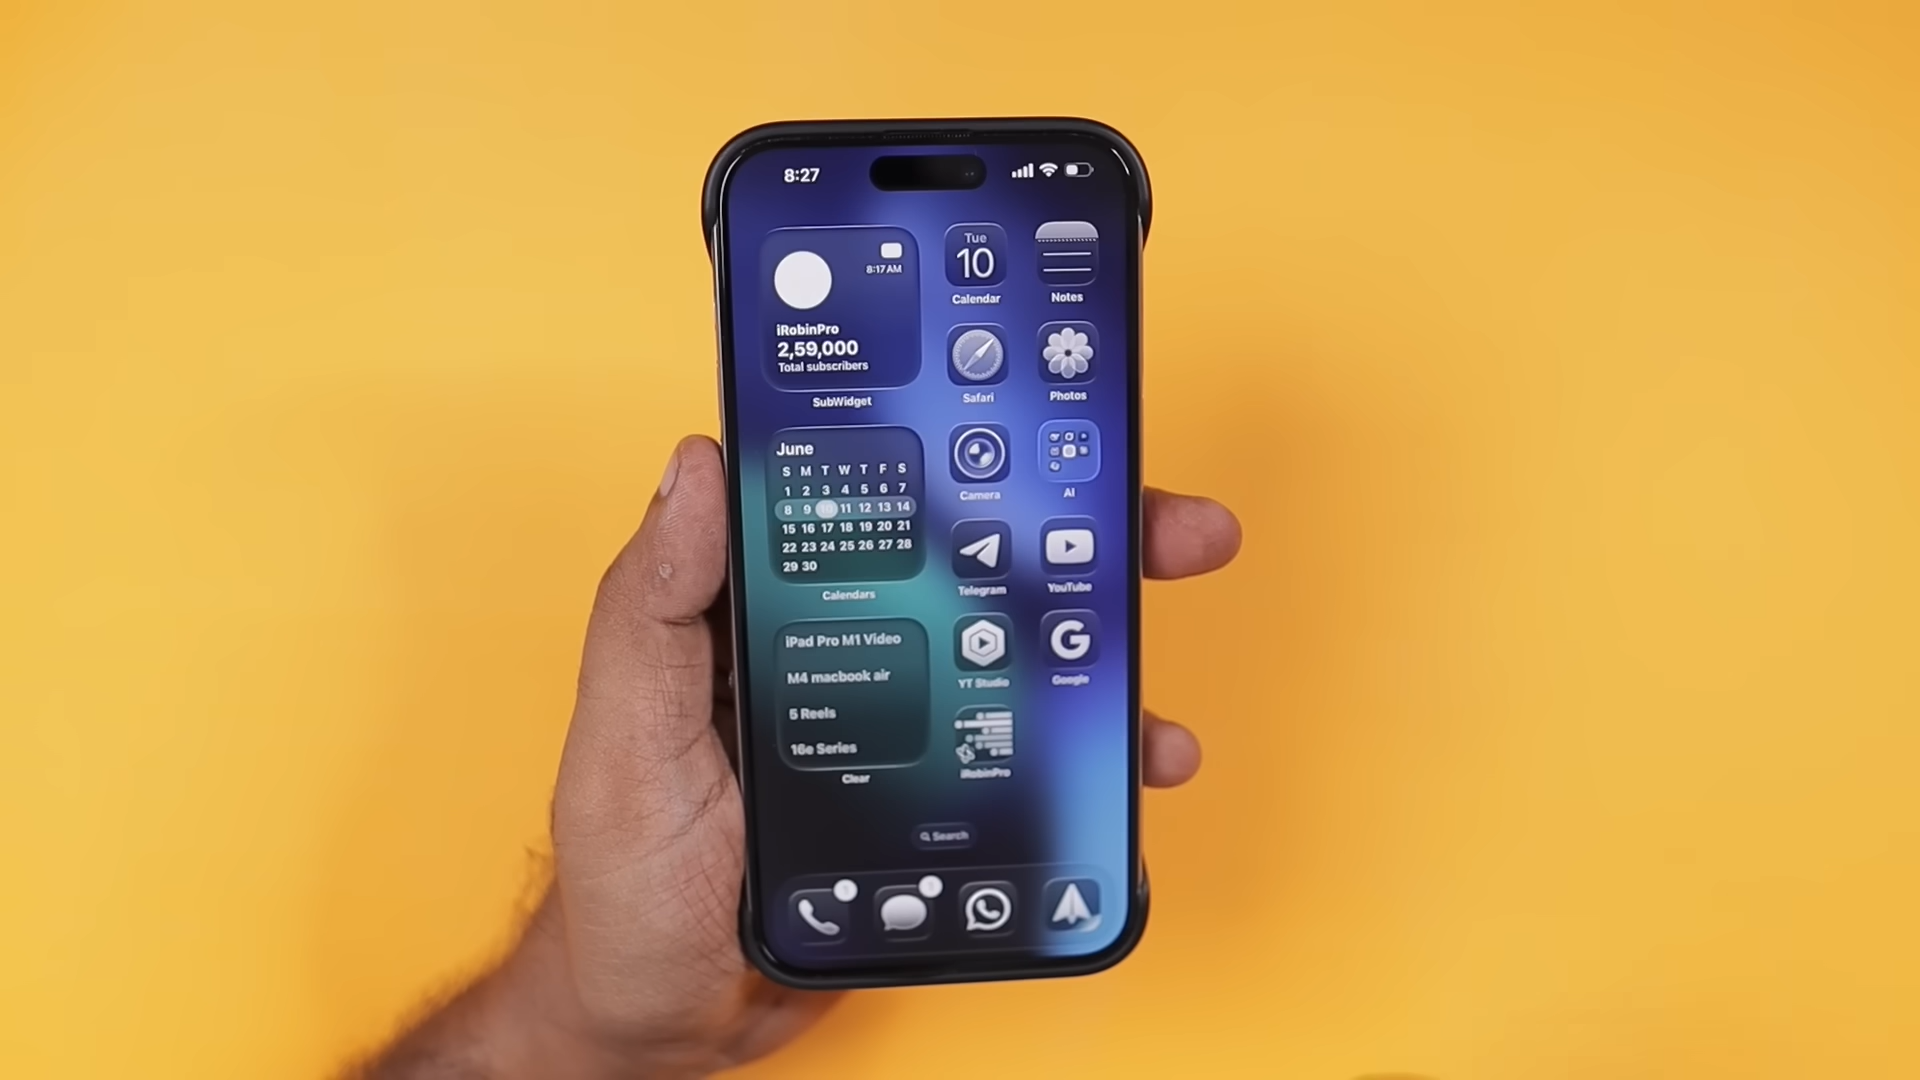 8:27
8:17 AM
iRobinPro
2,59,000
Total subscribers
SubWidget
Tue
10
Calendar
Notes
Safari
Photos
June
S M T W T F S
1 2 3 4 5 6 7
8 9 10 11 12 13 14
15 16 17 18 19 20 21
22 23 24 25 26 27 28
29 30
Calendars
Camera
AI
Telegram
YouTube
iPad Pro M1 Video
M4 macbook air
5 Reels
16e Series
Clear
YT Studio
G
Google
iRobinPro
Search
1
1